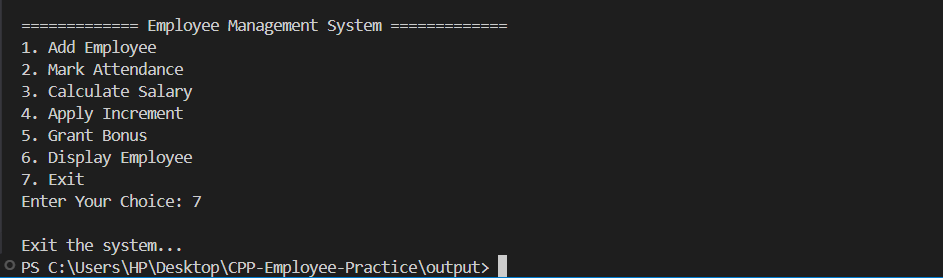 ============= Employee Management System =============
1. Add Employee
2. Mark Attendance
3. Calculate Salary
4. Apply Increment
5. Grant Bonus
6. Display Employee
7. Exit
Enter Your Choice: 7
Exit the system...
PS C:\Users\HP\Desktop\CPP-Employee-Practice\output>